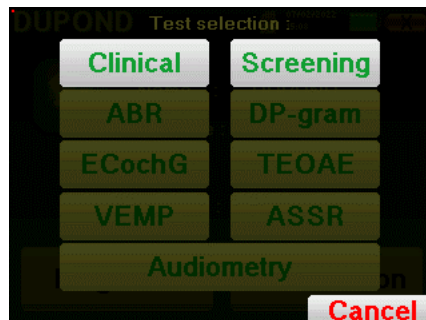 DUPOND Test selection :
Clinical Screening
ABR DP-gram
ECochG TEOAE
VEMP ASSR
Audiometry
Cancel